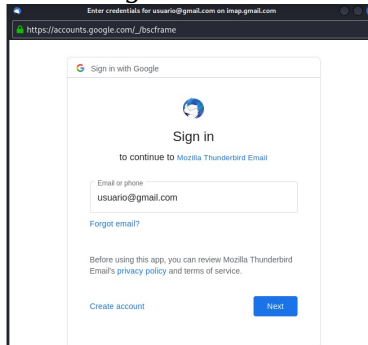 Enter credentials for usuario@gmail.com on imap.gmail.com
https://accounts.google.com/_/bscframe
Sign in with Google
Sign in
to continue to Mozilla Thunderbird Email
Email or phone
usuario@gmail.com
Forgot email?
Before using this app, you can review Mozilla Thunderbird
Email's privacy policy and terms of service.
Create account
Next